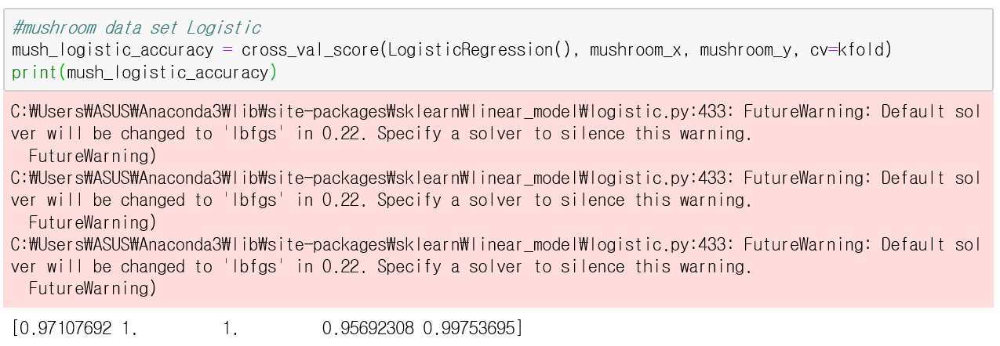 #mushroom data set Logistic
mush_logistic_accuracy = cross_val_score(LogisticRegression(), mushroom_x, mushroom_y, cv=kfold)
print(mush_logistic_accuracy)
C:₩Users₩ASUS₩Anaconda3₩lib₩site-packages₩sklearn₩linear_model₩logistic.py:433: FutureWarning: Default sol
ver will be changed to 'lbfgs' in 0.22. Specify a solver to silence this warning.
  FutureWarning)
C:₩Users₩ASUS₩Anaconda3₩lib₩site-packages₩sklearn₩linear_model₩logistic.py:433: FutureWarning: Default sol
ver will be changed to 'lbfgs' in 0.22. Specify a solver to silence this warning.
  FutureWarning)
C:₩Users₩ASUS₩Anaconda3₩lib₩site-packages₩sklearn₩linear_model₩logistic.py:433: FutureWarning: Default sol
ver will be changed to 'lbfgs' in 0.22. Specify a solver to silence this warning.
  FutureWarning)
[0.97107692 1.         1.         0.95692308 0.99753695]